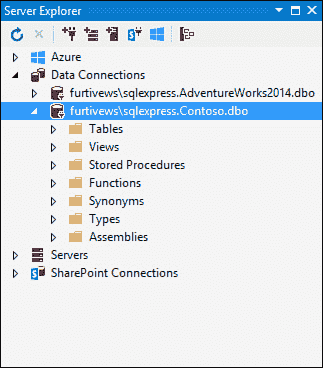 Server Explorer
Azure
Data Connections
furtivews\sqlexpress.AdventureWorks2014.dbo
furtivews\sqlexpress.Contoso.dbo
Tables
Views
Stored Procedures
Functions
Synonyms
Types
Assemblies
Servers
SharePoint Connections